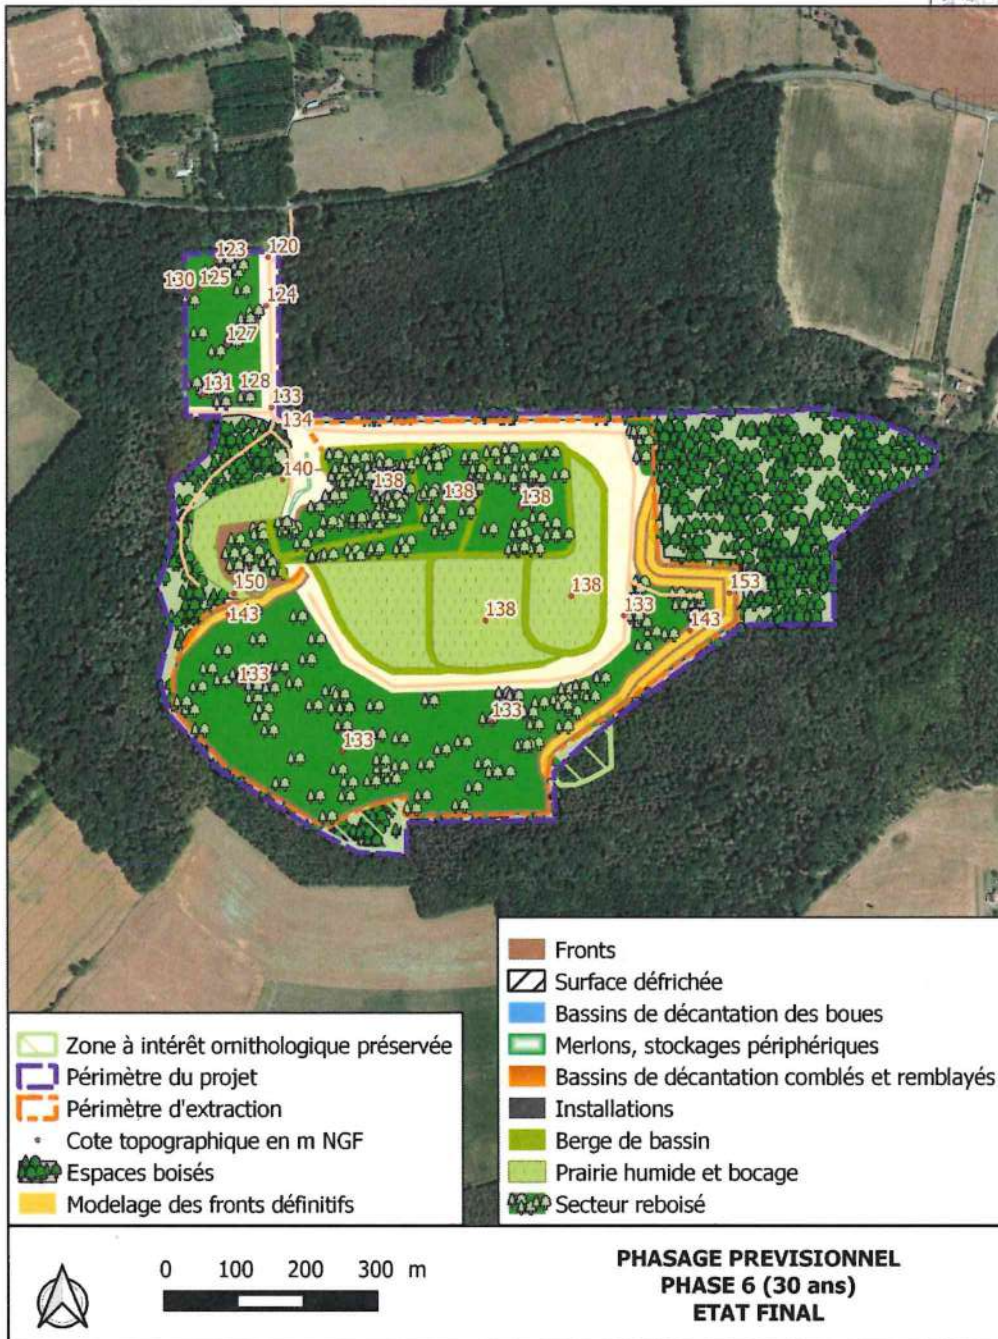 123
120
130
125
124
127
131
128
133
134
140
138
138
138
150
143
138
138
133
153
143
133
133
133
Zone à intérêt ornithologique préservée
Périmètre du projet
Périmètre d'extraction
Cote topographique en m NGF
Espaces boisés
Modelage des fronts définitifs
Fronts
Surface défrichée
Bassins de décantation des boues
Merlons, stockages périphériques
Bassins de décantation comblés et remblayés
Installations
Berge de bassin
Prairie humide et bocage
Secteur reboisé
0 100 200 300 m
PHASAGE PREVISIONNEL
PHASE 6 (30 ans)
ETAT FINAL